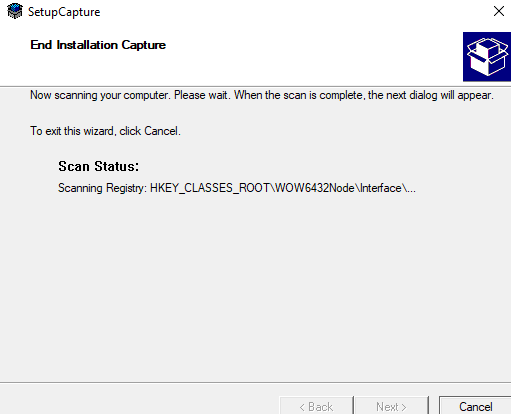 SetupCapture
End Installation Capture
Now scanning your computer. Please wait. When the scan is complete, the next dialog will appear.
To exit this wizard, click Cancel.
Scan Status:
Scanning Registry: HKEY_CLASSES_ROOT\WOW6432Node\Interface\...
< Back
Next >
Cancel